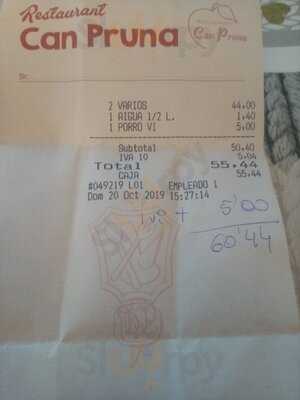 Restaurant
Can Pruna
Can Pruna
Sr.
2 VARIOS 44.00
1 AIGUA 1/2 L. 1.40
1 PORRO VI 5.00
Subtotal 50.40
IVA 10 5.04
Total 55.44
CAJA 55.44
#049219 L01 EMPLEADO 1
Dom 20 Oct 2019 15:27:14
1 vi + 5'00
60'44